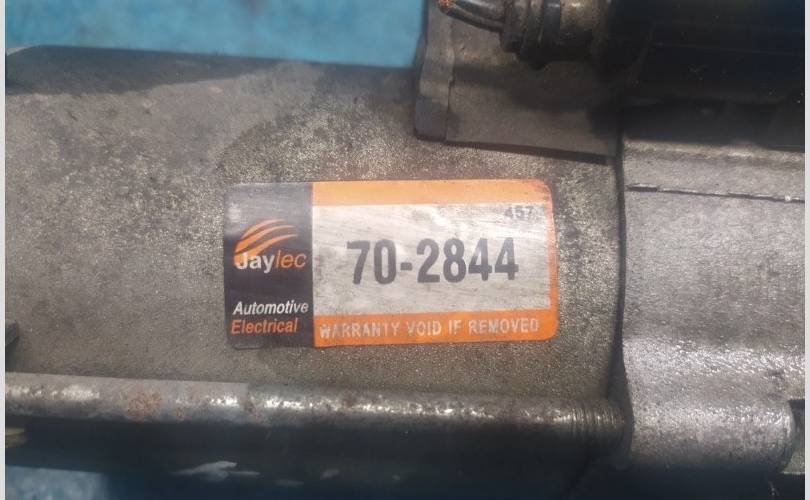 457
Jaylec
70-2844
Automotive
Electrical
WARRANTY VOID IF REMOVED